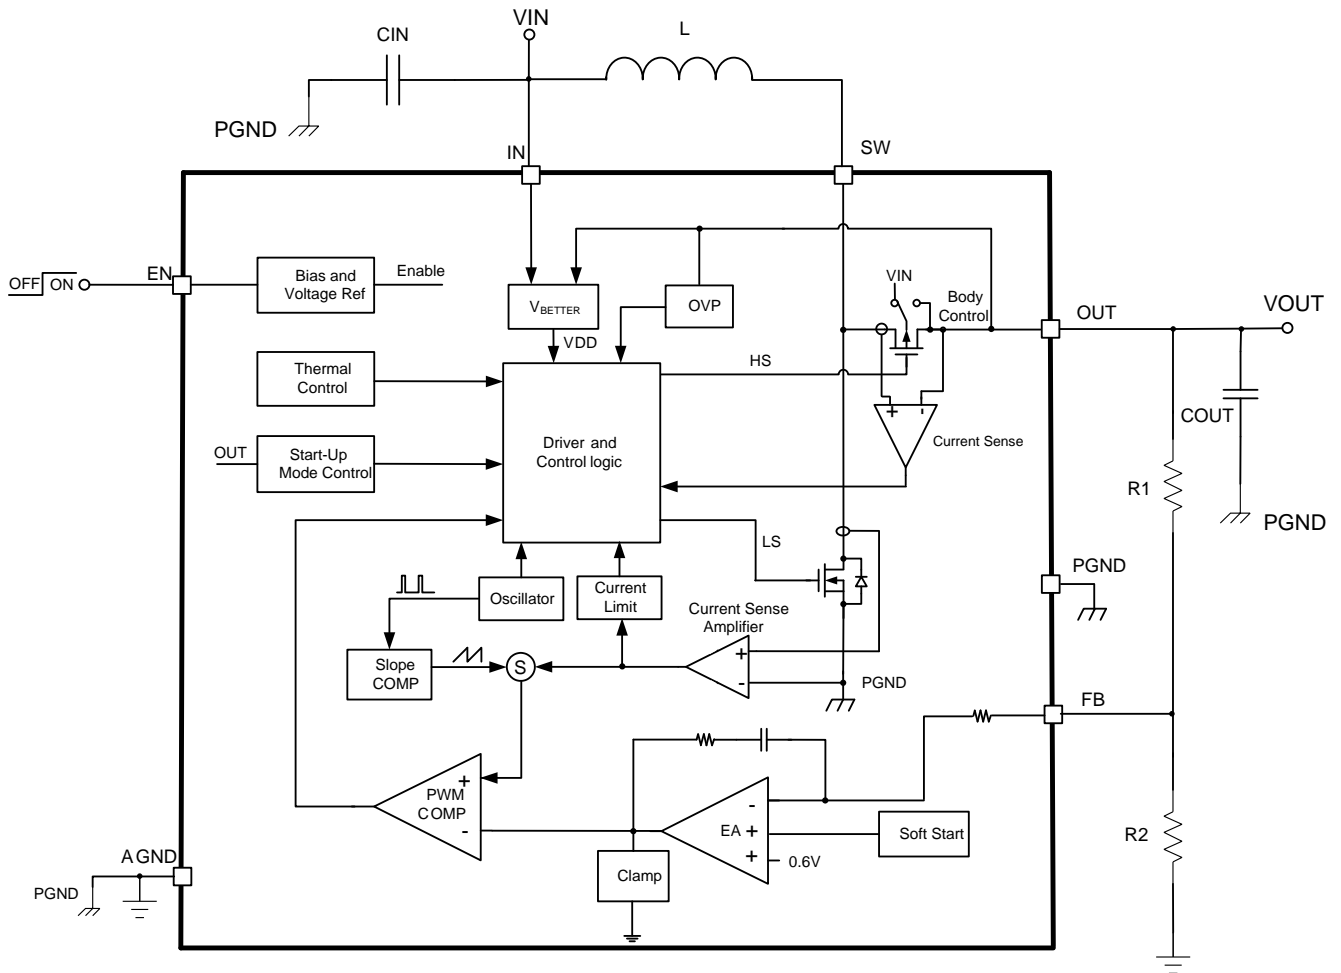 VIN
CIN
L
PGND
IN
SW
EN
OFF
ON
Bias and
Voltage Ref
Enable
VBETTER
OVP
VIN
Body
Control
OUT
VOUT
VDD
Thermal
Control
HS
+
-
COUT
Current Sense
OUT
Start-Up
Mode Control
Driver and
Control logic
R1
PGND
LS
PGND
Oscillator
Current
Limit
Current Sense
Amplifier
Slope
COMP
S
+
-
PGND
FB
+
PWM
COMP
-
-
EA
+
+
0.6V
Soft Start
R2
Clamp
AGND
PGND